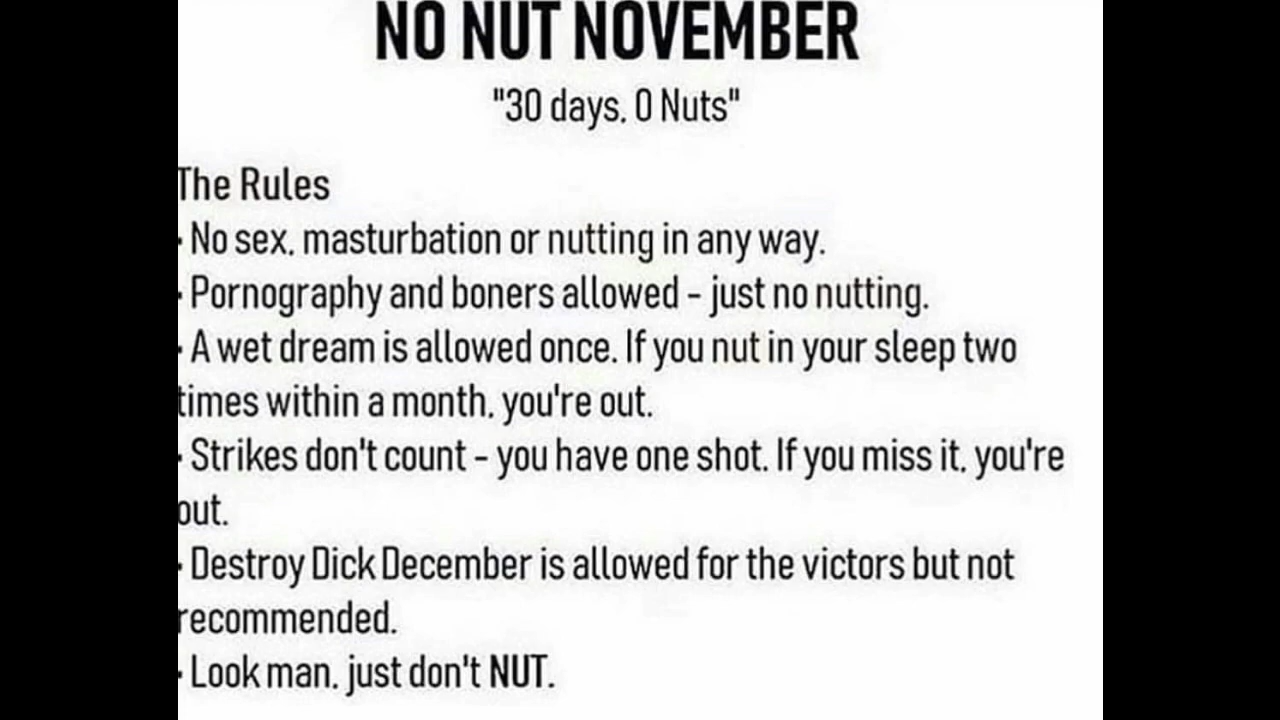 NO NUT NOVEMBER
"30 days. 0 Nuts"
The Rules
· No sex. masturbation or nutting in any way.
· Pornography and boners allowed - just no nutting.
· A wet dream is allowed once. If you nut in your sleep two
times within a month. you're out.
· Strikes don't count - you have one shot. If you miss it. you're
out.
· Destroy Dick December is allowed for the victors but not
recommended.
· Look man. just don't NUT.